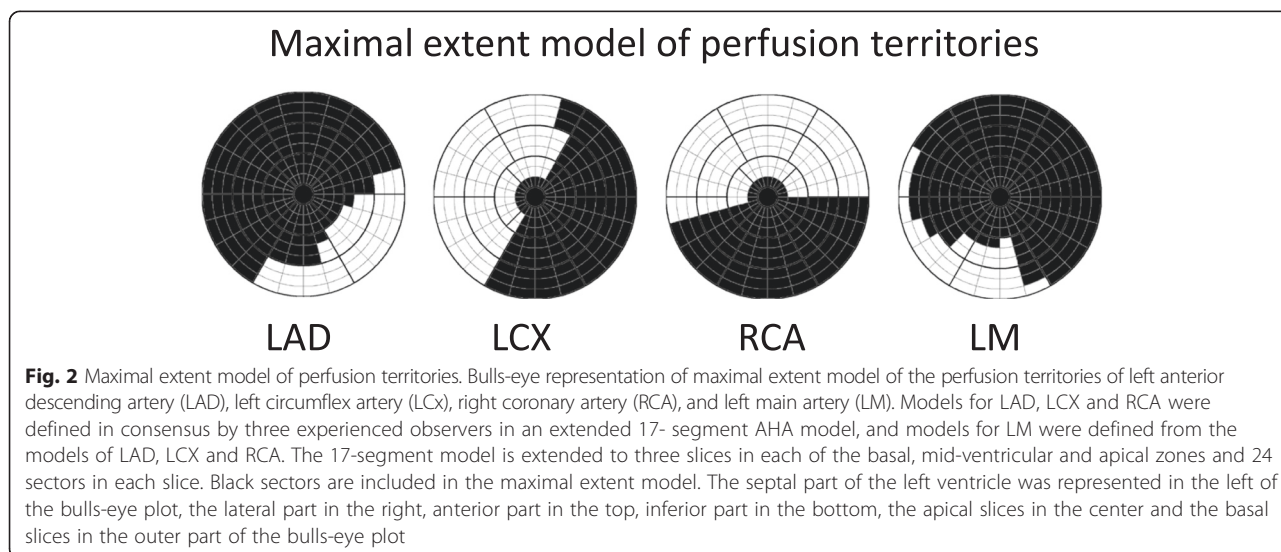 Maximal extent model of perfusion territories
LAD LCX RCA LM
Fig. 2 Maximal extent model of perfusion territories. Bulls-eye representation of maximal extent model of the perfusion territories of left anterior
descending artery (LAD), left circumflex artery (LCx), right coronary artery (RCA), and left main artery (LM). Models for LAD, LCX and RCA were
defined in consensus by three experienced observers in an extended 17- segment AHA model, and models for LM were defined from the
models of LAD, LCX and RCA. The 17-segment model is extended to three slices in each of the basal, mid-ventricular and apical zones and 24
sectors in each slice. Black sectors are included in the maximal extent model. The septal part of the left ventricle was represented in the left of
the bulls-eye plot, the lateral part in the right, anterior part in the top, inferior part in the bottom, the apical slices in the center and the basal
slices in the outer part of the bulls-eye plot